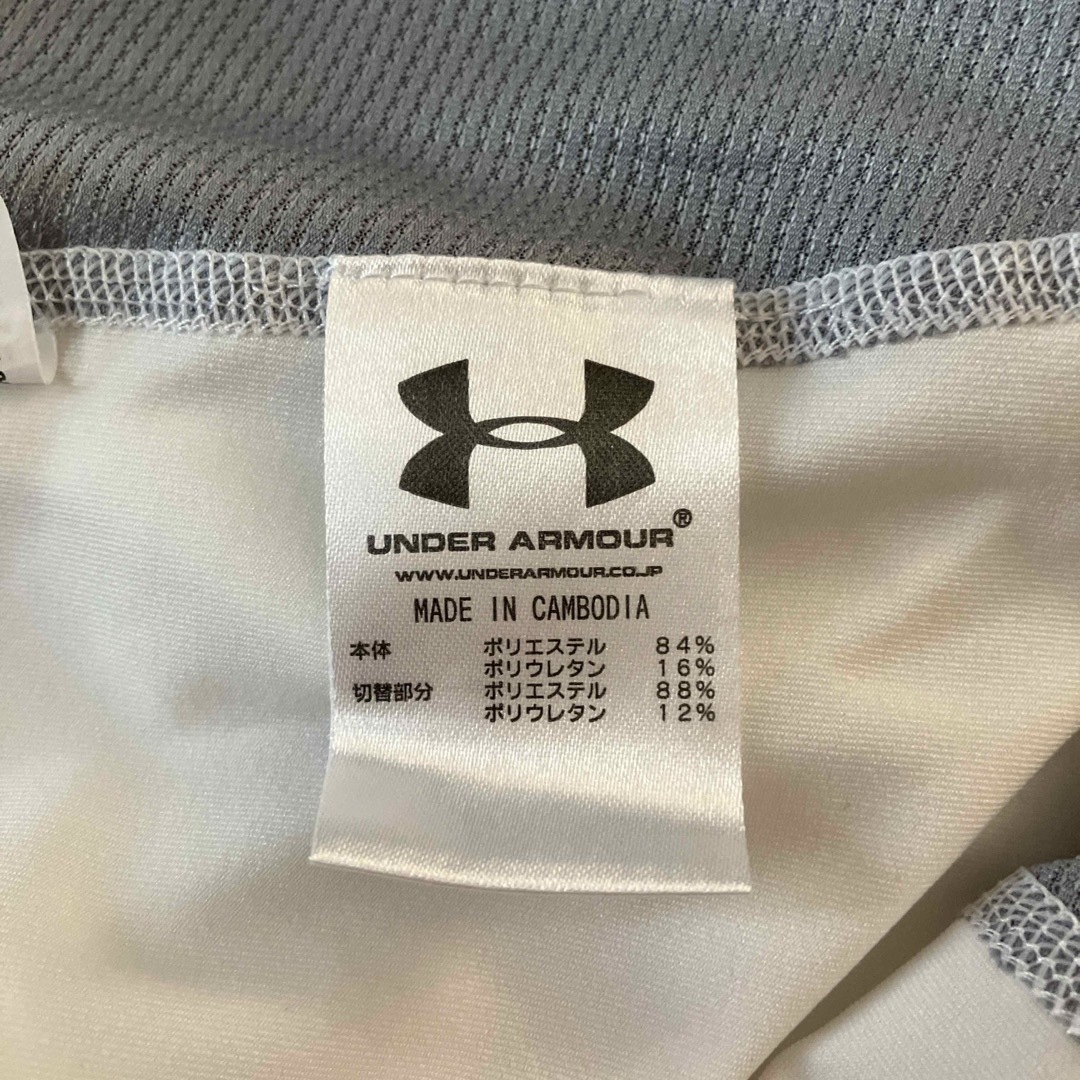 UNDER ARMOUR®
WWW.UNDERARMOUR.CO.JP
MADE IN CAMBODIA
本体 ポリエステル 84%
ポリウレタン 16%
切替部分 ポリエステル 88%
ポリウレタン 12%